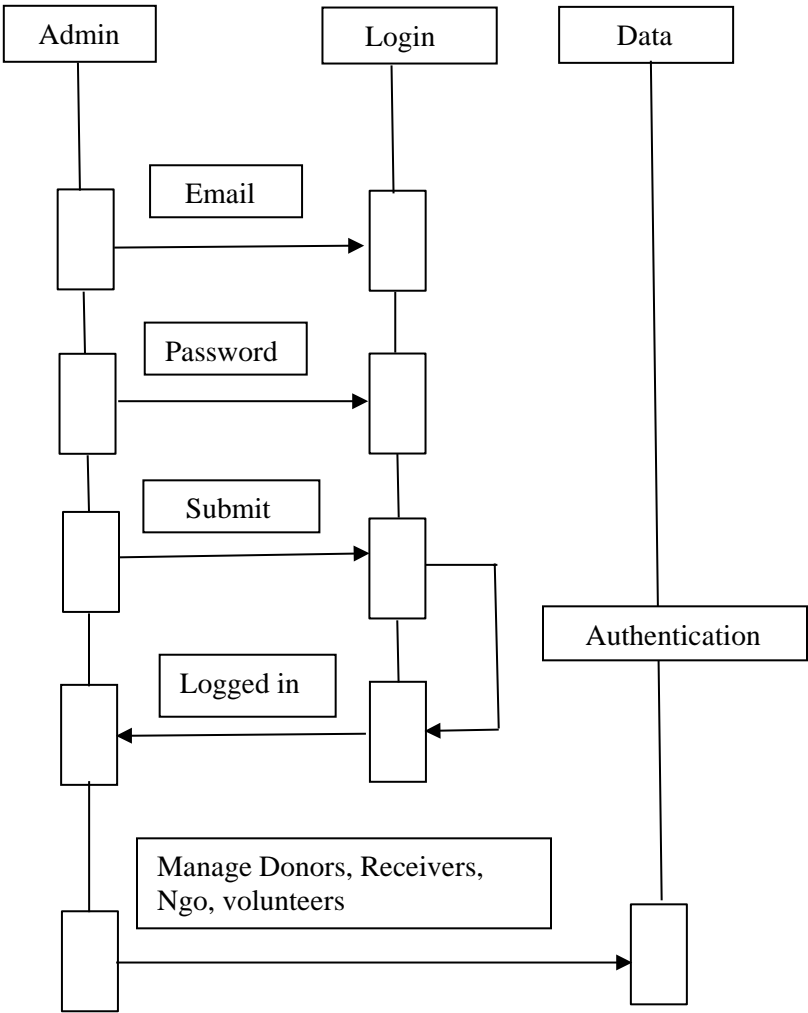 Admin
Login
Data
Email
Password
Submit
Authentication
Logged in
Manage Donors, Receivers,
Ngo, volunteers